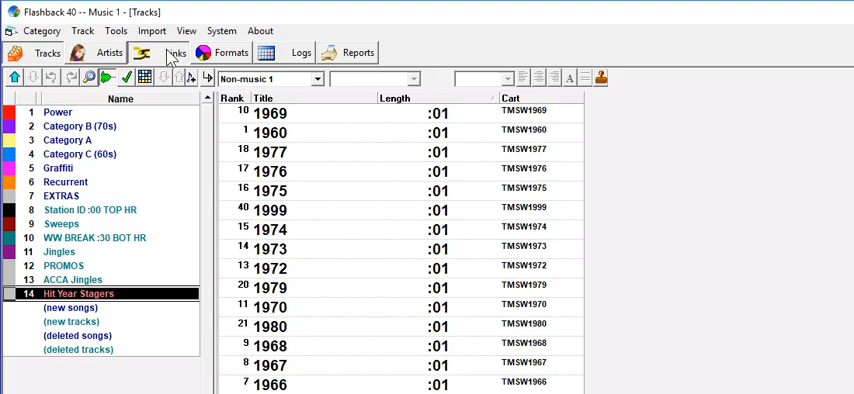 Flashback 40 -- Music 1 - [Tracks]
Category Track Tools Import View System About
Tracks Artists Links Formats Logs Reports
Non-music 1
Name
1 Power
2 Category B (70s)
3 Category A
4 Category C (60s)
5 Graffiti
6 Recurrent
7 EXTRAS
8 Station ID :00 TOP HR
9 Sweeps
10 WW BREAK :30 BOT HR
11 Jingles
12 PROMOS
13 ACCA Jingles
14 Hit Year Stagers
(new songs)
(new tracks)
(deleted songs)
(deleted tracks)
Rank Title Length Cart
10 1969 :01 TMSW1969
1 1960 :01 TMSW1960
18 1977 :01 TMSW1977
17 1976 :01 TMSW1976
16 1975 :01 TMSW1975
40 1999 :01 TMSW1999
15 1974 :01 TMSW1974
14 1973 :01 TMSW1973
13 1972 :01 TMSW1972
20 1979 :01 TMSW1979
11 1970 :01 TMSW1970
21 1980 :01 TMSW1980
9 1968 :01 TMSW1968
8 1967 :01 TMSW1967
7 1966 :01 TMSW1966